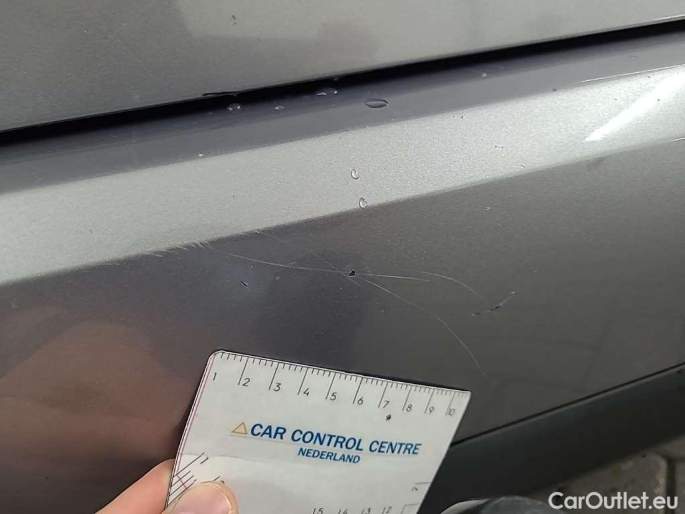 1 2 3 4 5 6 7 8 9 10
CAR CONTROL CENTRE
NEDERLAND
15 14 13 12
CarOutlet.eu